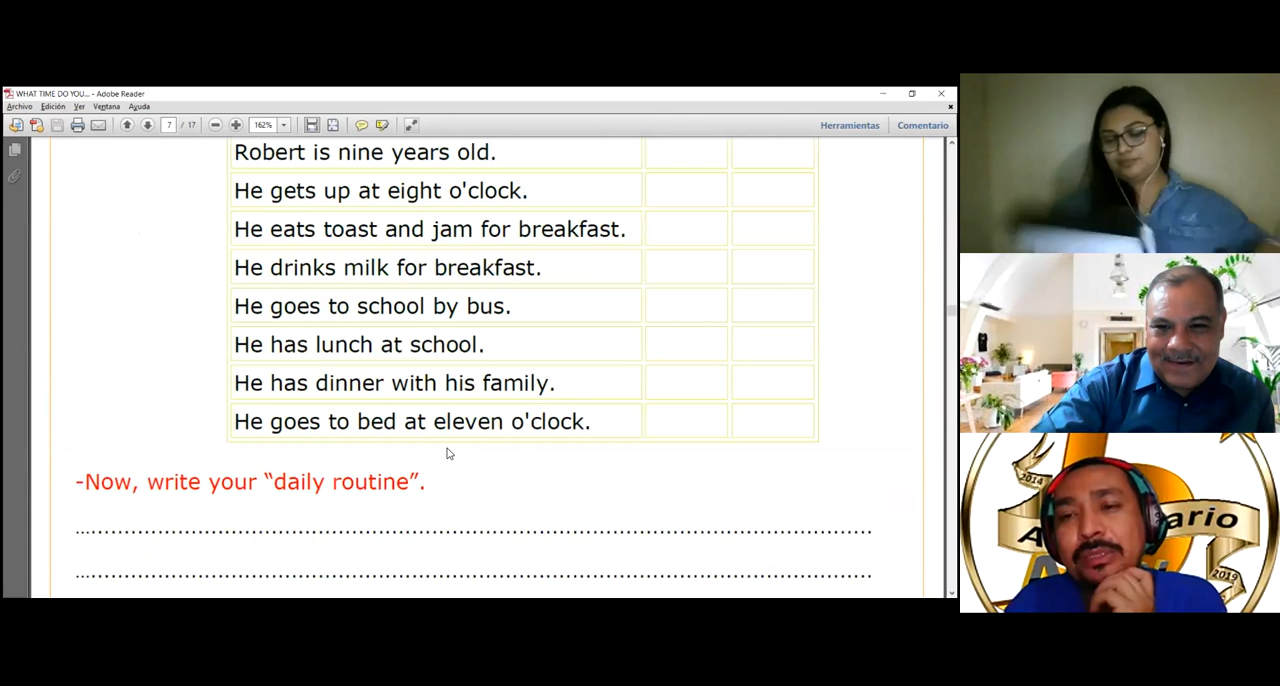 WHAT TIME DO YOU... - Adobe Reader
Archivo Edición Ver Ventana Ayuda
7 / 17 162% Herramientas Comentario
Robert is nine years old.
He gets up at eight o'clock.
He eats toast and jam for breakfast.
He drinks milk for breakfast.
He goes to school by bus.
He has lunch at school.
He has dinner with his family.
He goes to bed at eleven o'clock.
-Now, write your “daily routine”.
2014
ario
2019